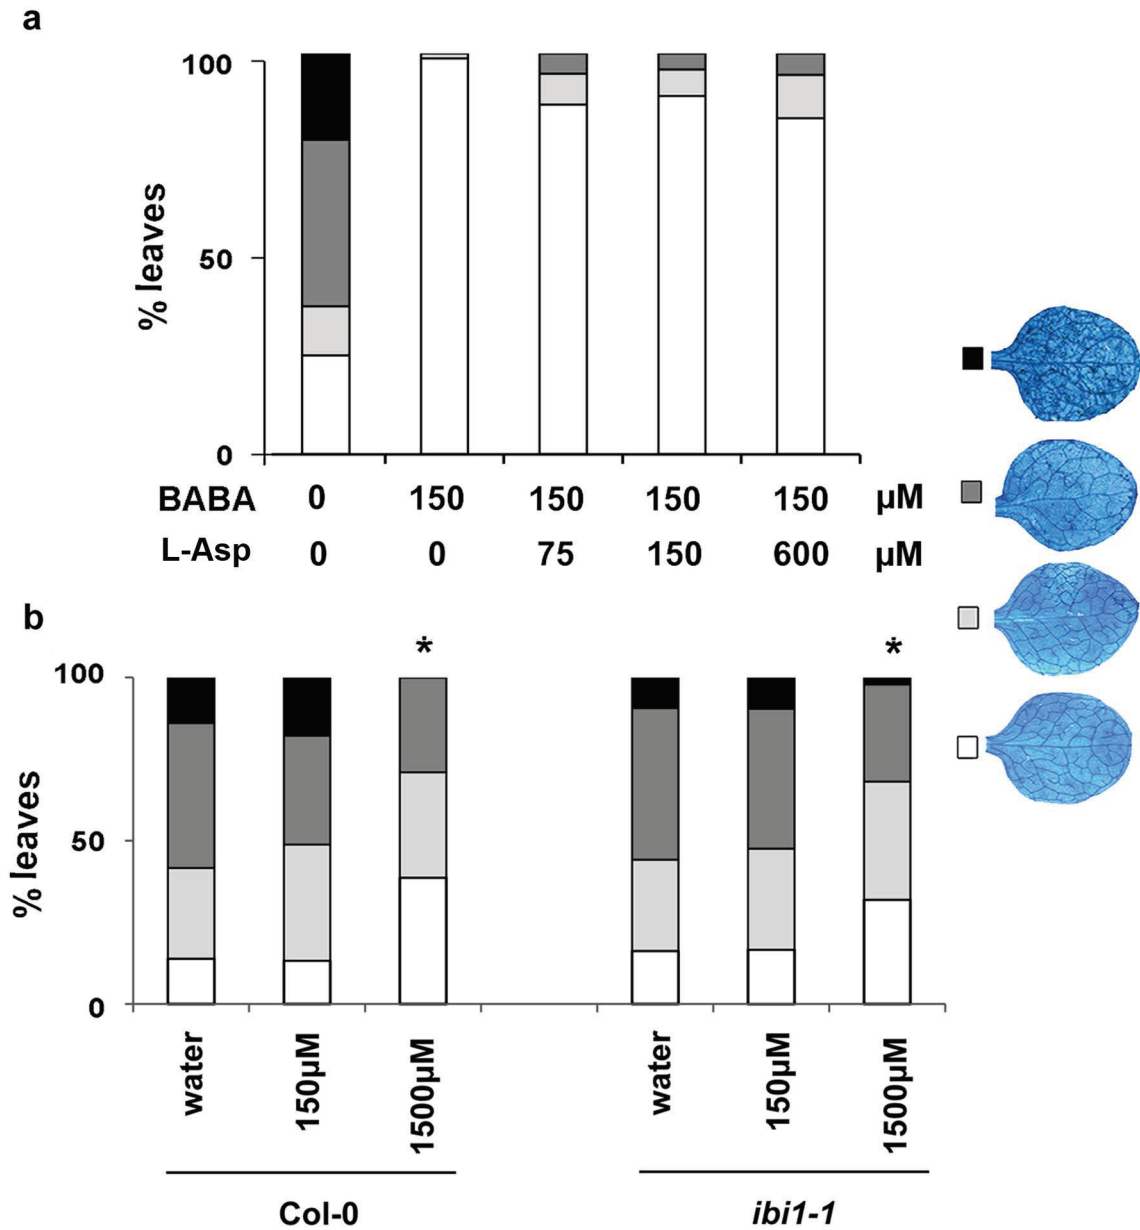 a
100
50
0
% leaves
BABA 0 150 150 150 150 µM
L-Asp 0 0 75 150 600 µM
b
* *
100
50
0
% leaves
water 150µM 1500µM water 150µM 1500µM
Col-0 ibi1-1